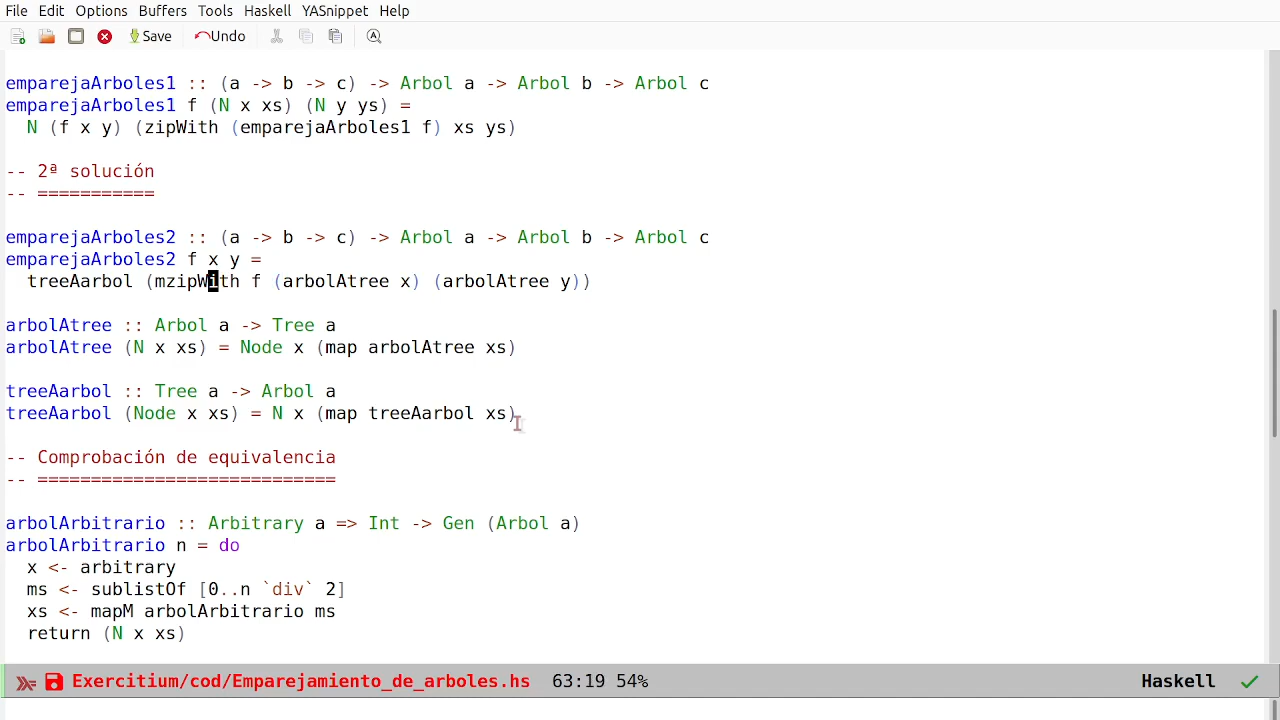 File Edit Options Buffers Tools Haskell YASnippet Help
Save Undo
emparejaArboles1 :: (a -> b -> c) -> Arbol a -> Arbol b -> Arbol c
emparejaArboles1 f (N x xs) (N y ys) =
  N (f x y) (zipWith (emparejaArboles1 f) xs ys)
-- 2ª solución
-- ===========
emparejaArboles2 :: (a -> b -> c) -> Arbol a -> Arbol b -> Arbol c
emparejaArboles2 f x y =
  treeAarbol (mzipWith f (arbolAtree x) (arbolAtree y))
arbolAtree :: Arbol a -> Tree a
arbolAtree (N x xs) = Node x (map arbolAtree xs)
treeAarbol :: Tree a -> Arbol a
treeAarbol (Node x xs) = N x (map treeAarbol xs)
-- Comprobación de equivalencia
-- ============================
arbolArbitrario :: Arbitrary a => Int -> Gen (Arbol a)
arbolArbitrario n = do
  x <- arbitrary
  ms <- sublistOf [0..n `div` 2]
  xs <- mapM arbolArbitrario ms
  return (N x xs)
Exercitium/cod/Emparejamiento_de_arboles.hs 63:19 54% Haskell